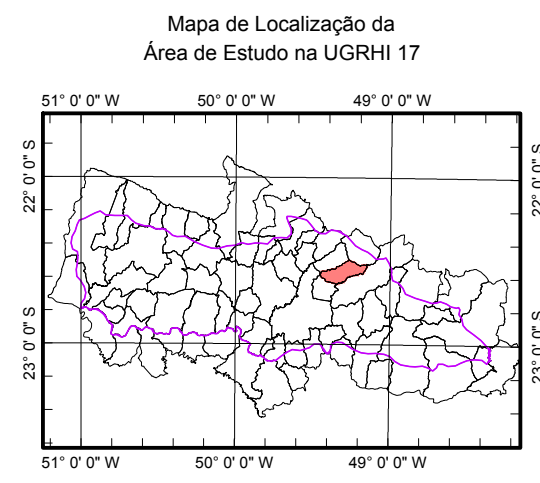 Mapa de Localização da
Área de Estudo na UGRHI 17
51° 0' 0" W 50° 0' 0" W 49° 0' 0" W
22° 0' 0" S 22° 0' 0" S
23° 0' 0" S 23° 0' 0" S
51° 0' 0" W 50° 0' 0" W 49° 0' 0" W